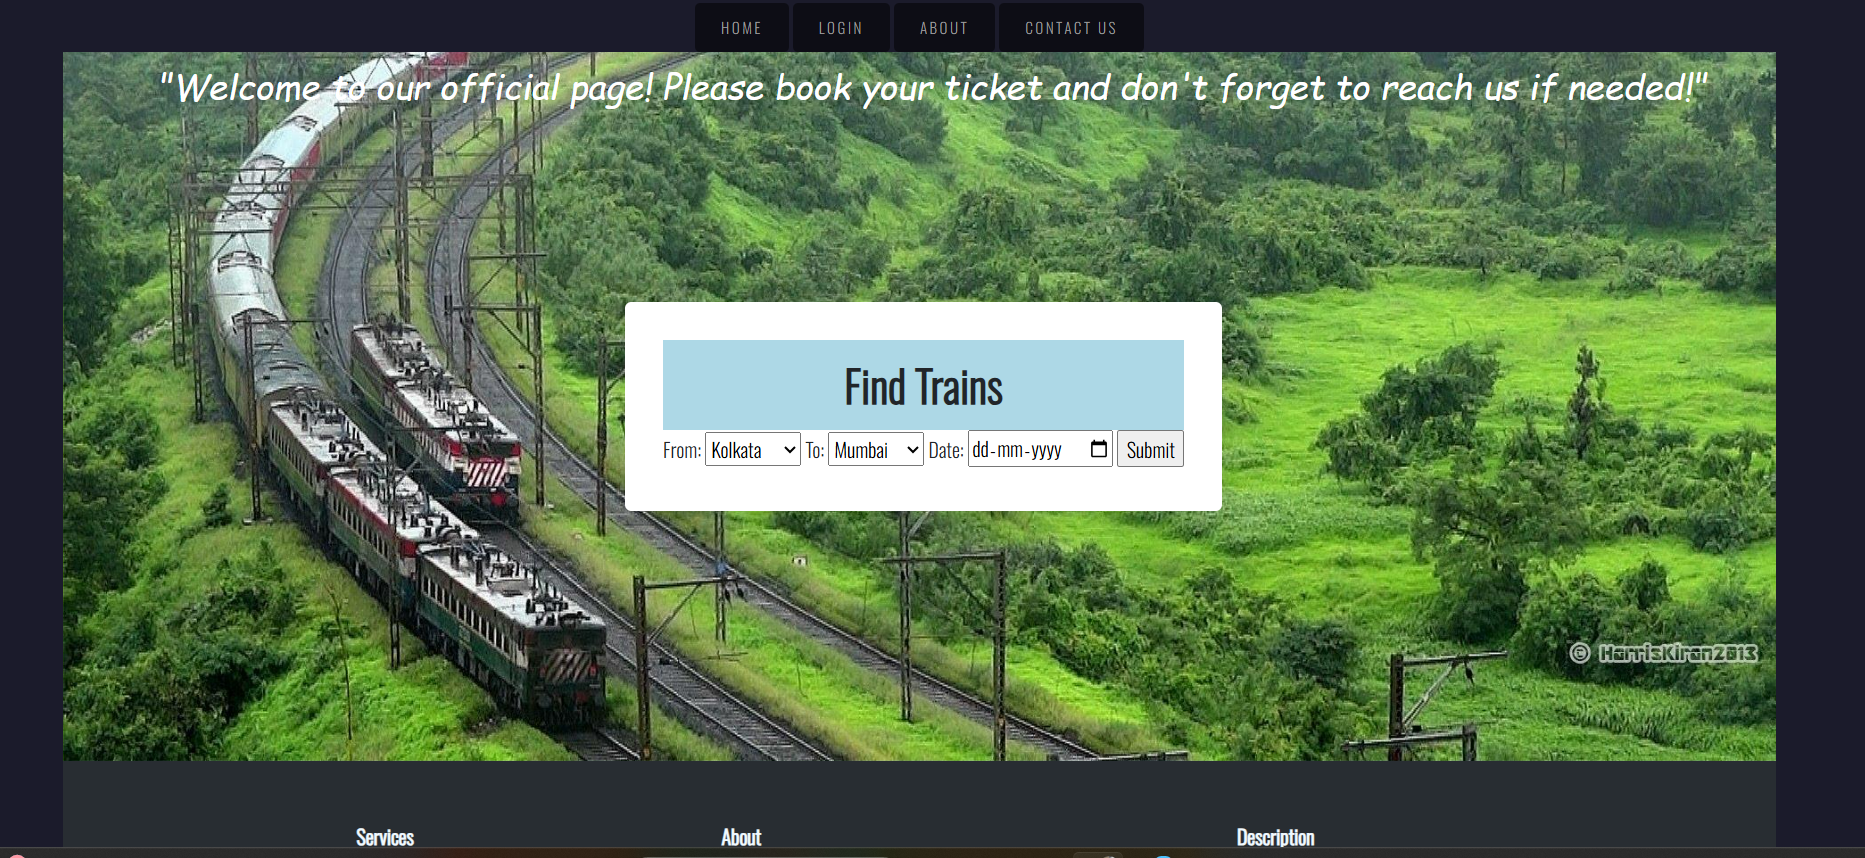 HOME LOGIN ABOUT CONTACT US
"Welcome to our official page! Please book your ticket and don't forget to reach us if needed!"
Find Trains
From: Kolkata To: Mumbai Date: dd-mm-yyyy Submit
© HarrisKiran2013
Services About Description